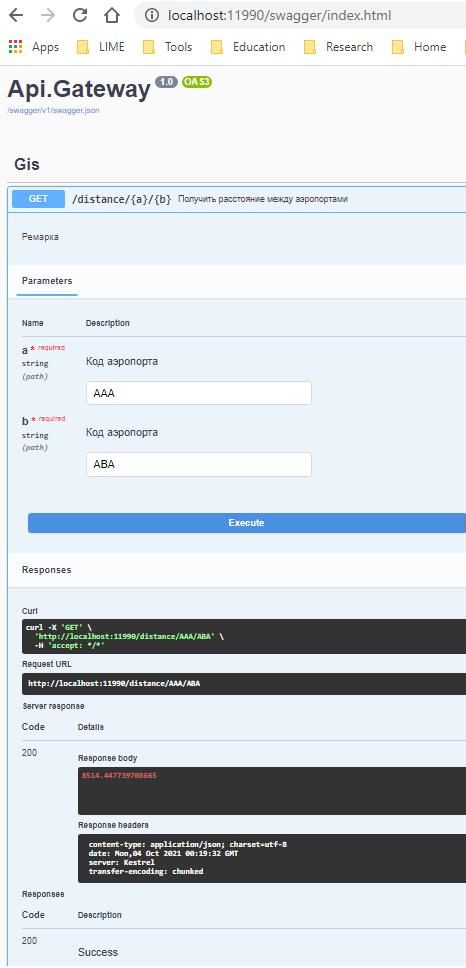 localhost:11990/swagger/index.html
Apps LIME Tools Education Research Home
Api.Gateway 1.0 OAS3
/swagger/v1/swagger.json
Gis
GET /distance/{a}/{b} Получить расстояние между аэропортами
Ремарка
Parameters
Name Description
a * required
string
(path)
Код аэропорта
AAA
b * required
string
(path)
Код аэропорта
ABA
Execute
Responses
Curl
curl -X 'GET' \
'http://localhost:11990/distance/AAA/ABA' \
-H 'accept: */*'
Request URL
http://localhost:11990/distance/AAA/ABA
Server response
Code Details
200
Response body
8514.447739708665
Response headers
content-type: application/json; charset=utf-8
date: Mon,04 Oct 2021 00:19:32 GMT
server: Kestrel
transfer-encoding: chunked
Responses
Code Description
200
Success